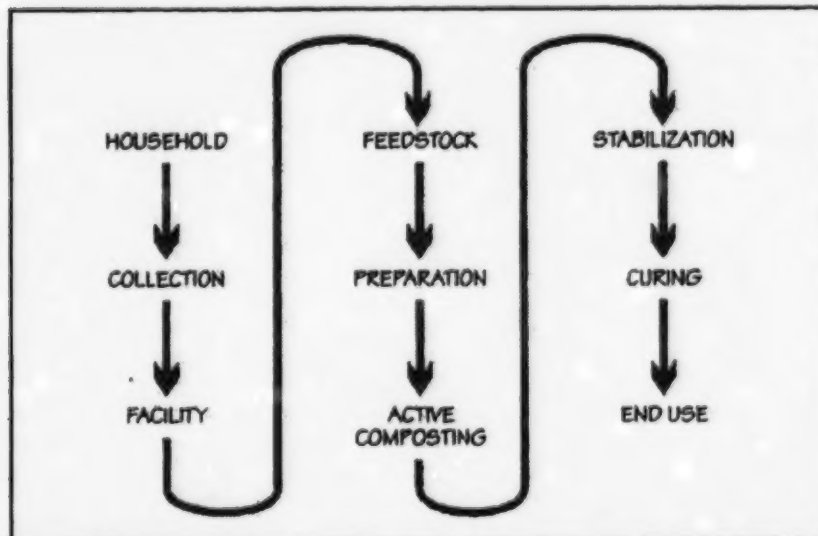 HOUSEHOLD
COLLECTION
FACILITY
FEEDSTOCK
PREPARATION
ACTIVE
COMPOSTING
STABILIZATION
CURING
END USE